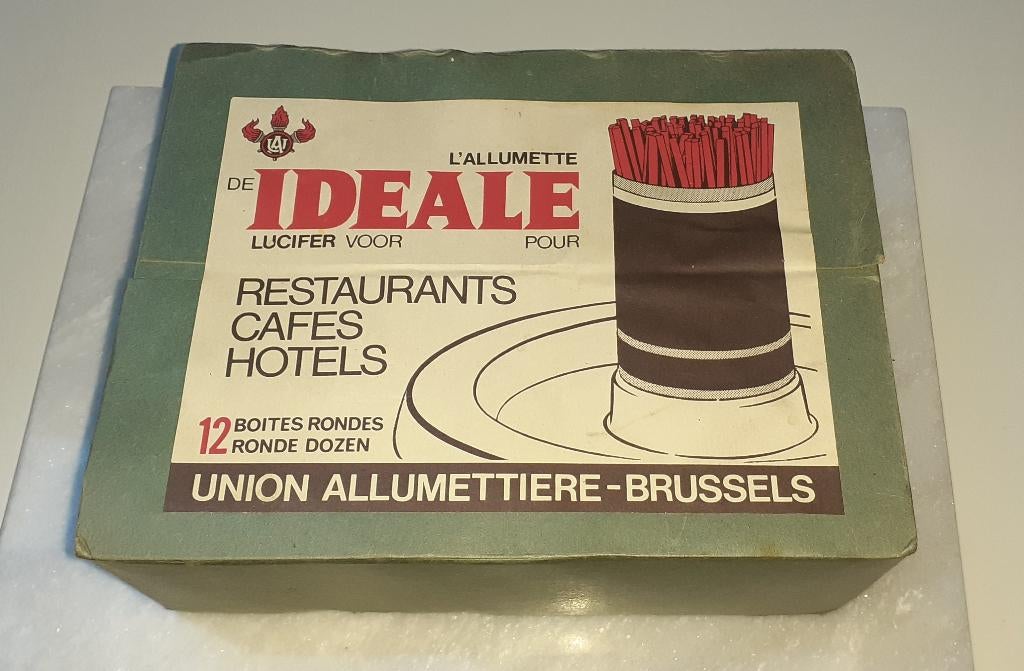 UA
L'ALLUMETTE
DE IDEALE
LUCIFER VOOR POUR
RESTAURANTS
CAFES
HOTELS
12 BOITES RONDES
RONDE DOZEN
UNION ALLUMETTIERE-BRUSSELS